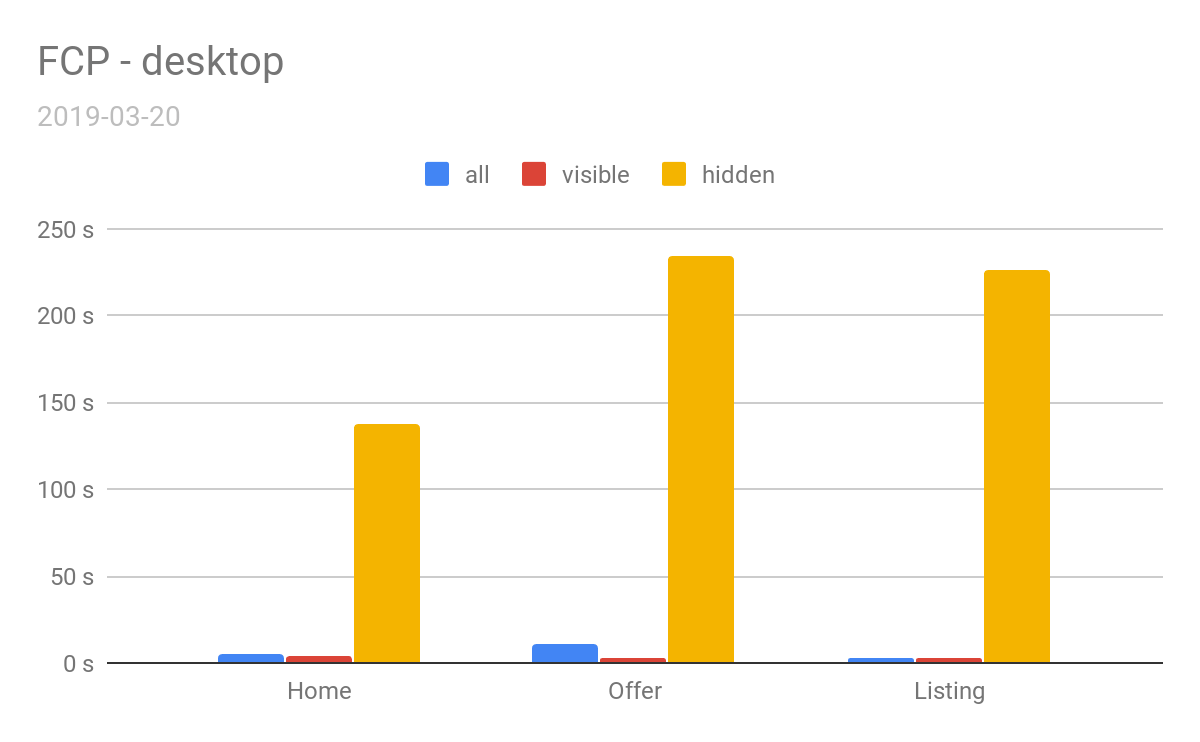 FCP - desktop
2019-03-20
all visible hidden
250 s
200 s
150 s
100 s
50 s
0 s
Home Offer Listing